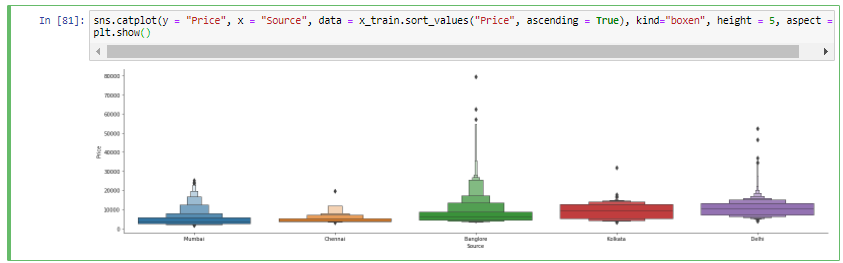 In [81]: sns.catplot(y = "Price", x = "Source", data = x_train.sort_values("Price", ascending = True), kind="boxen", height = 5, aspect =
plt.show()
80000
70000
60000
50000
40000
30000
20000
10000
0
Price
Mumbai Chennai Banglore Kolkata Delhi
Source